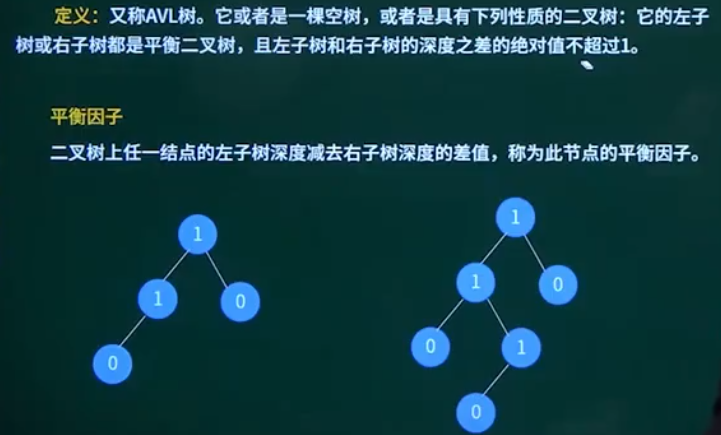 定义：又称AVL树。它或者是一棵空树，或者是具有下列性质的二叉树：它的左子
树或右子树都是平衡二叉树，且左子树和右子树的深度之差的绝对值不超过1。
平衡因子
二叉树上任一结点的左子树深度减去右子树深度的差值，称为此节点的平衡因子。
1
1
0
0
1
1
0
0
1
0